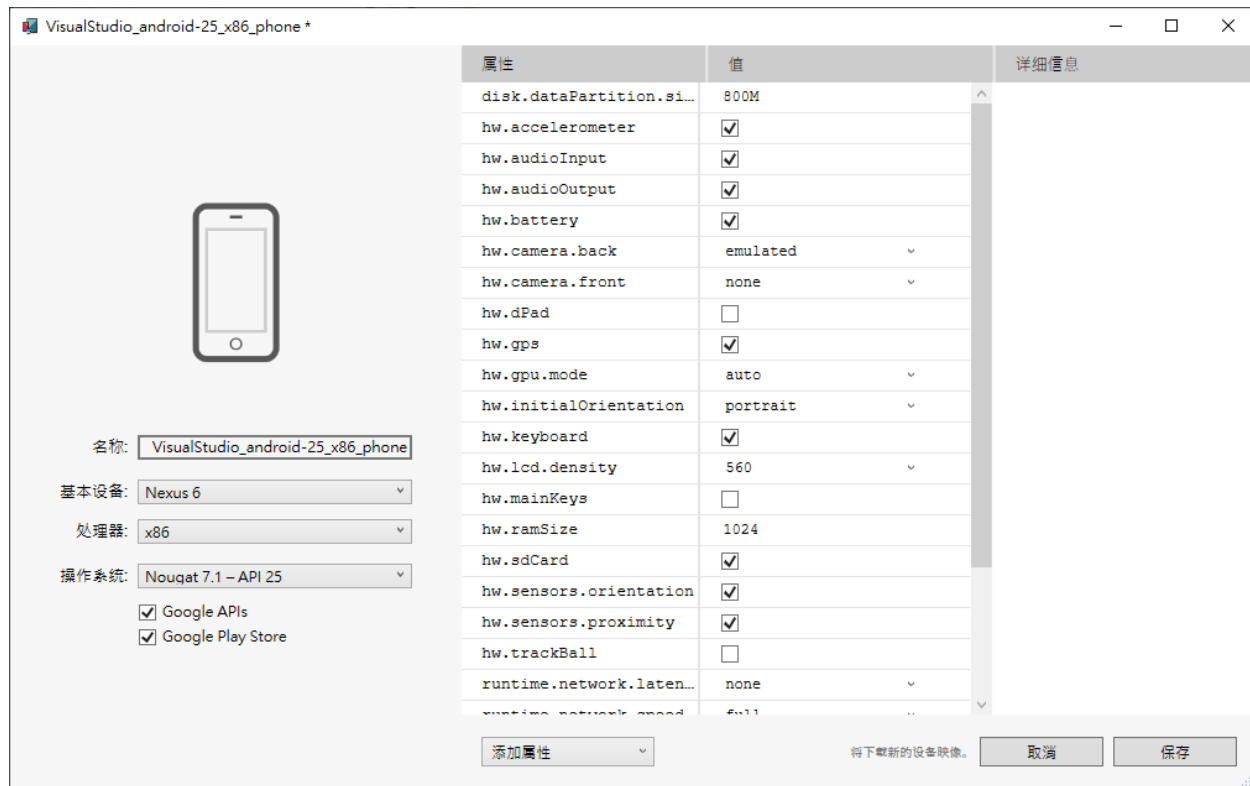 VisualStudio_android-25_x86_phone *
属性 值 详细信息
disk.dataPartition.si... 800M
hw.accelerometer
hw.audioInput
hw.audioOutput
hw.battery
hw.camera.back emulated
hw.camera.front none
hw.dPad
hw.gps
hw.gpu.mode auto
hw.initialOrientation portrait
hw.keyboard
hw.lcd.density 560
hw.mainKeys
hw.ramSize 1024
hw.sdCard
hw.sensors.orientation
hw.sensors.proximity
hw.trackBall
runtime.network.laten... none
runtime.network.speed full
名称: VisualStudio_android-25_x86_phone
基本设备: Nexus 6
处理器: x86
操作系统: Nougat 7.1 – API 25
Google APIs
Google Play Store
添加属性 将下载新的设备映像。 取消 保存